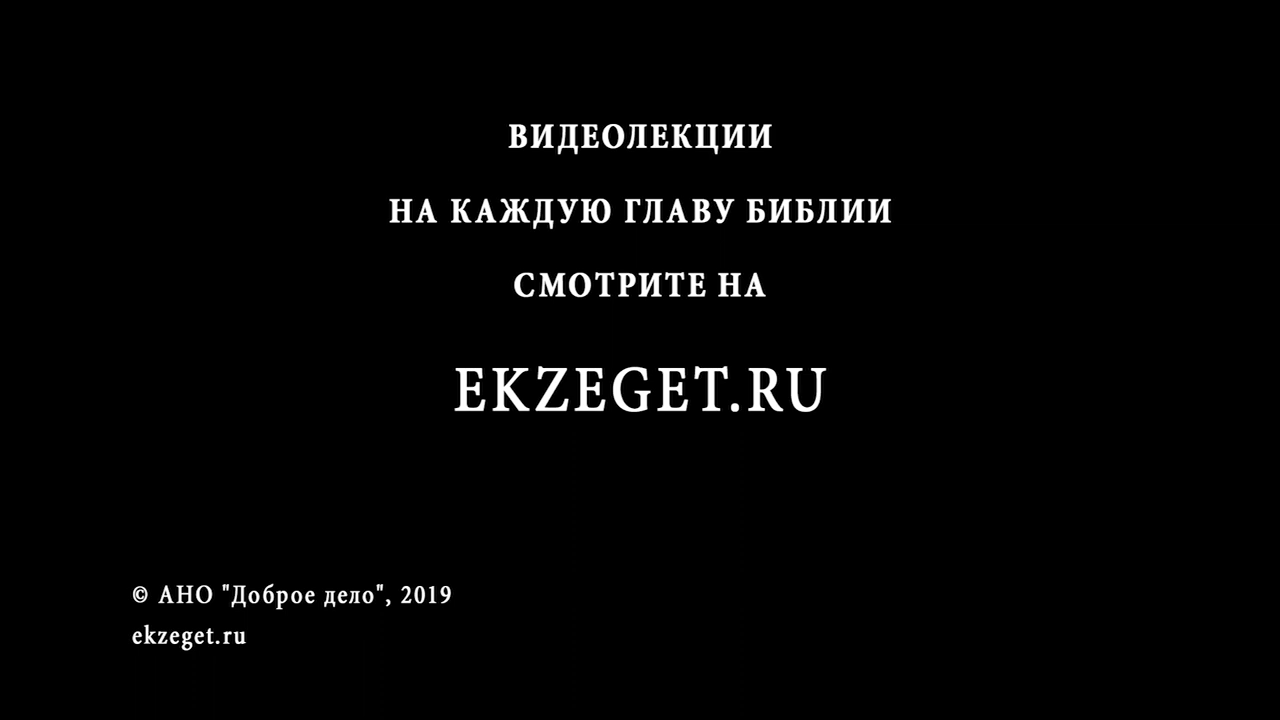 ВИДЕОЛЕКЦИИ
НА КАЖДУЮ ГЛАВУ БИБЛИИ
СМОТРИТЕ НА
EKZEGET.RU
© АНО "Доброе дело", 2019
ekzeget.ru